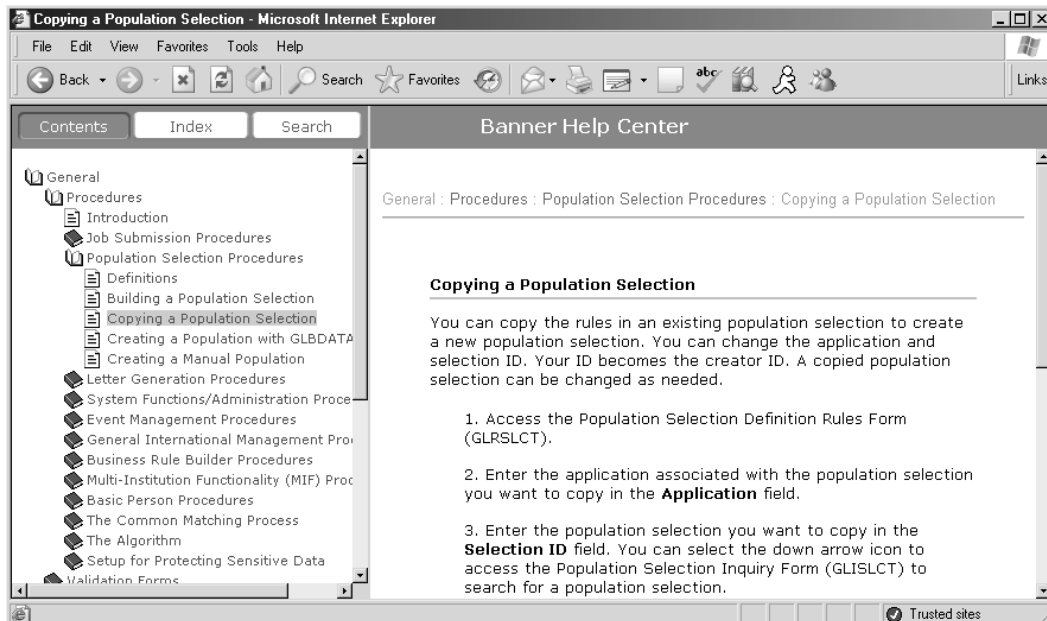 Copying a Population Selection - Microsoft Internet Explorer
File Edit View Favorites Tools Help
Back Search Favorites abc Links
Contents Index Search
Banner Help Center
General
Procedures
Introduction
Job Submission Procedures
Population Selection Procedures
Definitions
Building a Population Selection
Copying a Population Selection
Creating a Population with GLBDATA
Creating a Manual Population
Letter Generation Procedures
System Functions/Administration Proce
Event Management Procedures
General International Management Pro
Business Rule Builder Procedures
Multi-Institution Functionality (MIF) Proc
Basic Person Procedures
The Common Matching Process
The Algorithm
Setup for Protecting Sensitive Data
Validation Forms
General : Procedures : Population Selection Procedures : Copying a Population Selection
Copying a Population Selection
You can copy the rules in an existing population selection to create
a new population selection. You can change the application and
selection ID. Your ID becomes the creator ID. A copied population
selection can be changed as needed.
1. Access the Population Selection Definition Rules Form
(GLRSLCT).
2. Enter the application associated with the population selection
you want to copy in the Application field.
3. Enter the population selection you want to copy in the
Selection ID field. You can select the down arrow icon to
access the Population Selection Inquiry Form (GLISLCT) to
search for a population selection.
Trusted sites